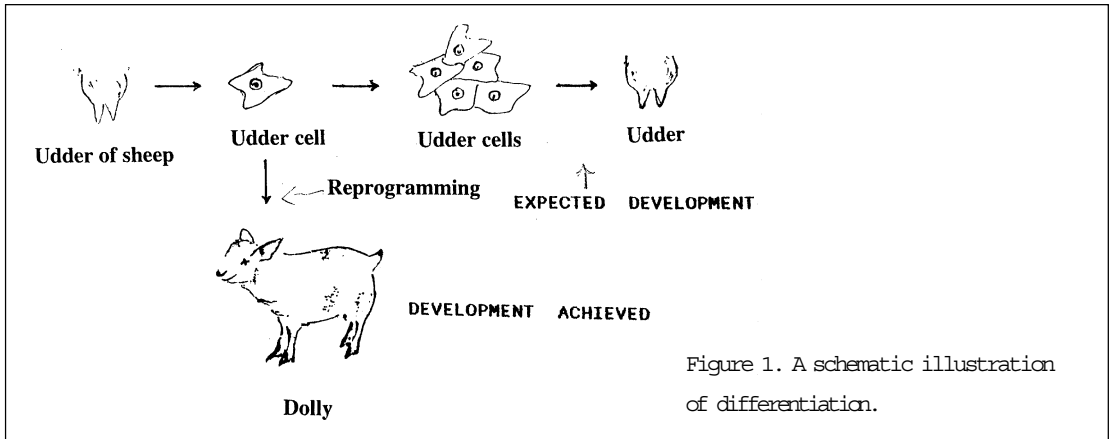 Udder of sheep
Udder cell
Udder cells
Udder
Reprogramming
EXPECTED DEVELOPMENT
DEVELOPMENT ACHIEVED
Dolly
Figure 1. A schematic illustration
of differentiation.